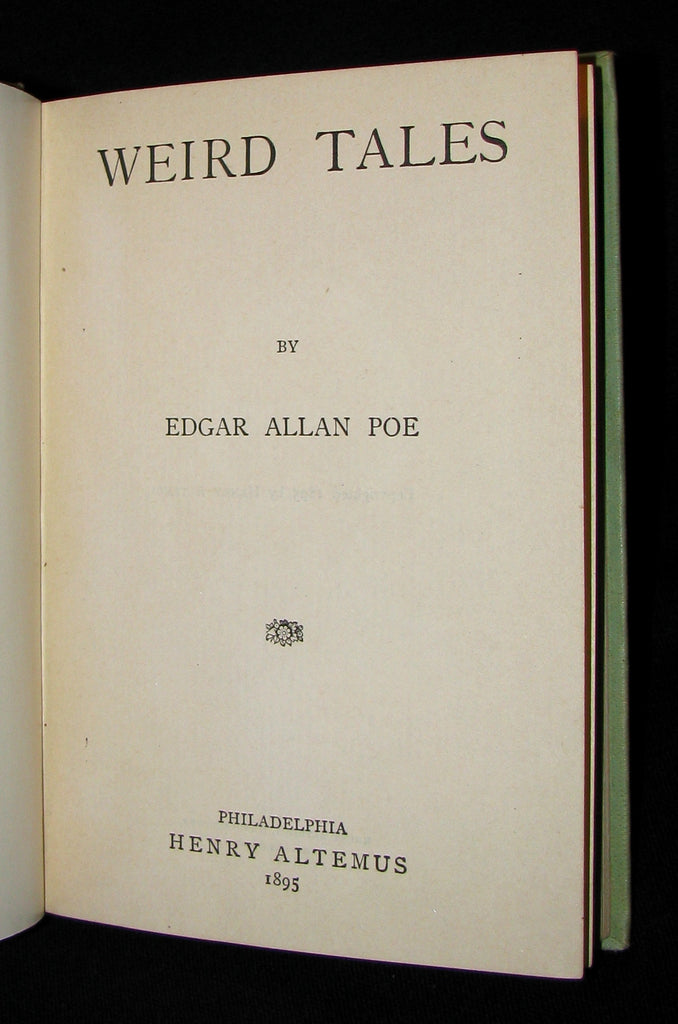 WEIRD TALES
BY
EDGAR ALLAN POE
PHILADELPHIA
HENRY ALTEMUS
1895